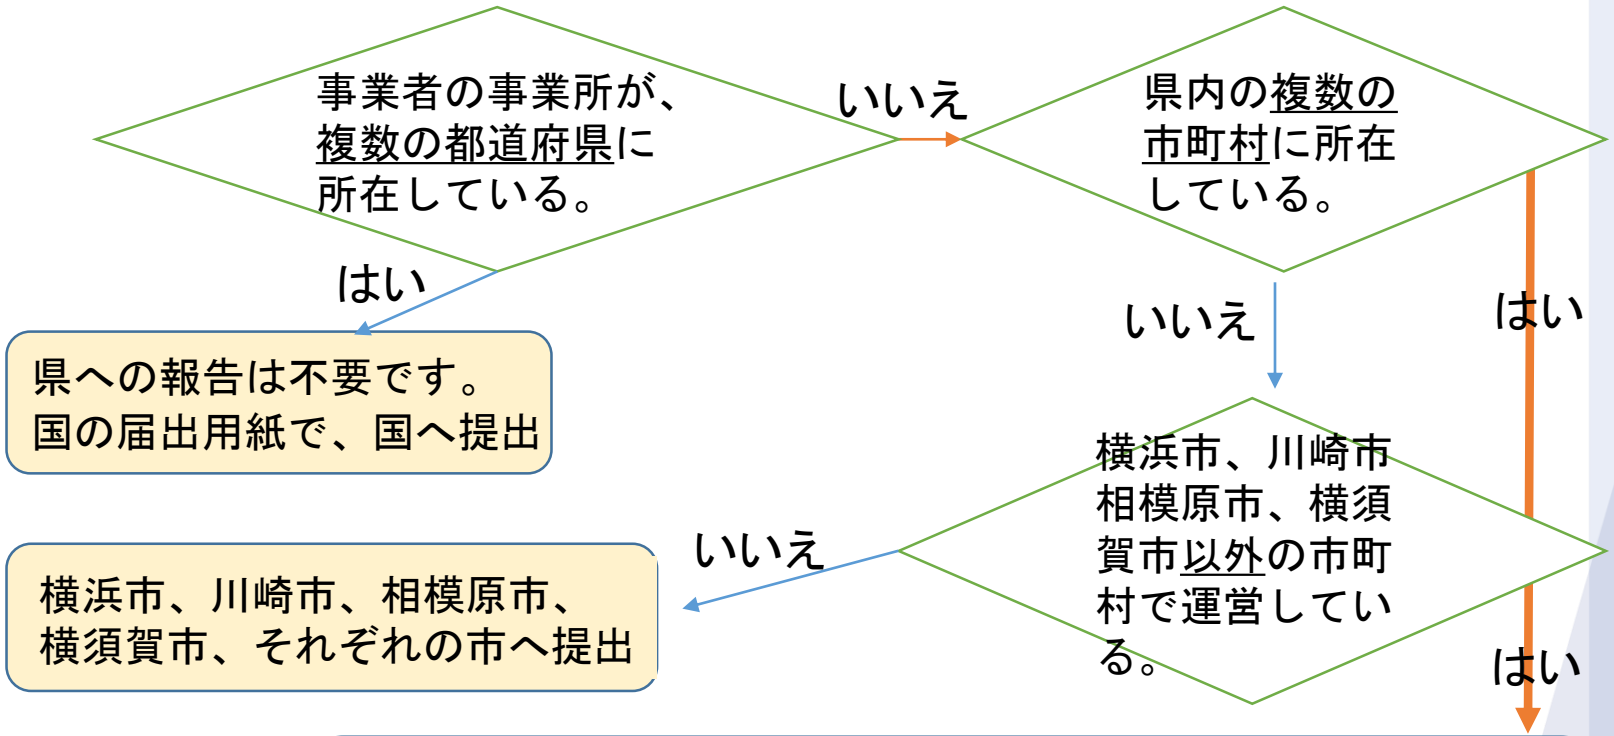 事業者の事業所が、
複数の都道府県に
所在している。
いいえ
県内の複数の
市町村に所在
している。
はい
県への報告は不要です。
国の届出用紙で、国へ提出
いいえ
はい
横浜市、川崎市
相模原市、横須
賀市以外の市町
村で運営してい
る。
いいえ
横浜市、川崎市、相模原市、
横須賀市、それぞれの市へ提出
はい